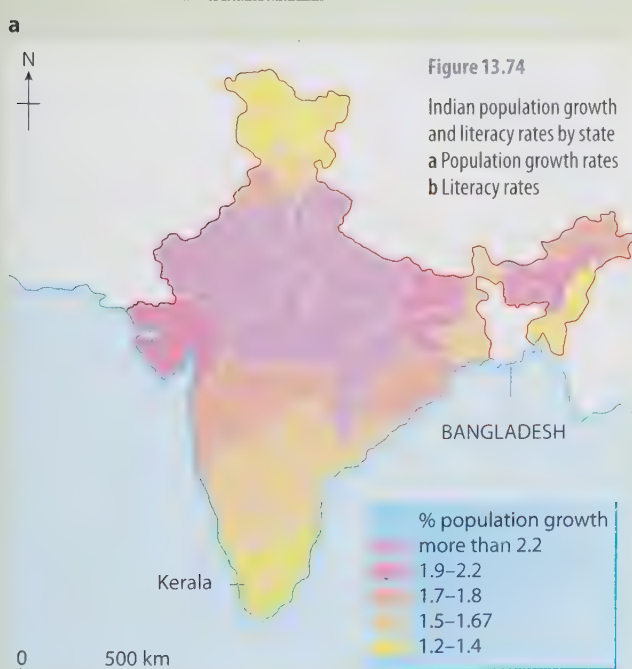 a
N
Figure 13.74
Indian population growth
and literacy rates by state
a Population growth rates
b Literacy rates
BANGLADESH
% population growth
more than 2.2
1.9–2.2
1.7–1.8
1.5–1.67
1.2–1.4
Kerala
0 500 km